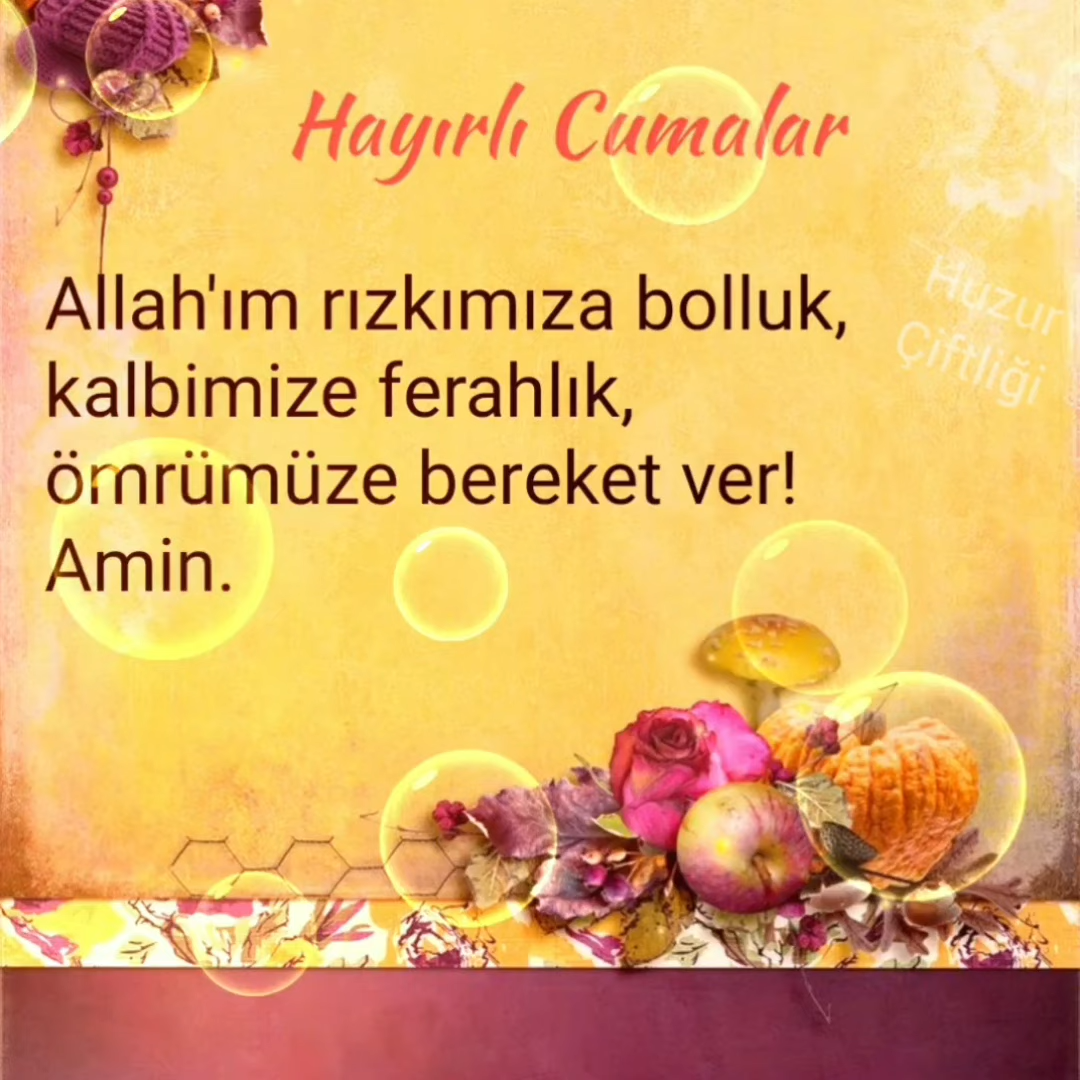 Hayırlı Cumalar
Allah'ım rızkımıza bolluk,
kalbimize ferahlık,
ömrümüze bereket ver!
Amin.
Huzur
Çiftliği